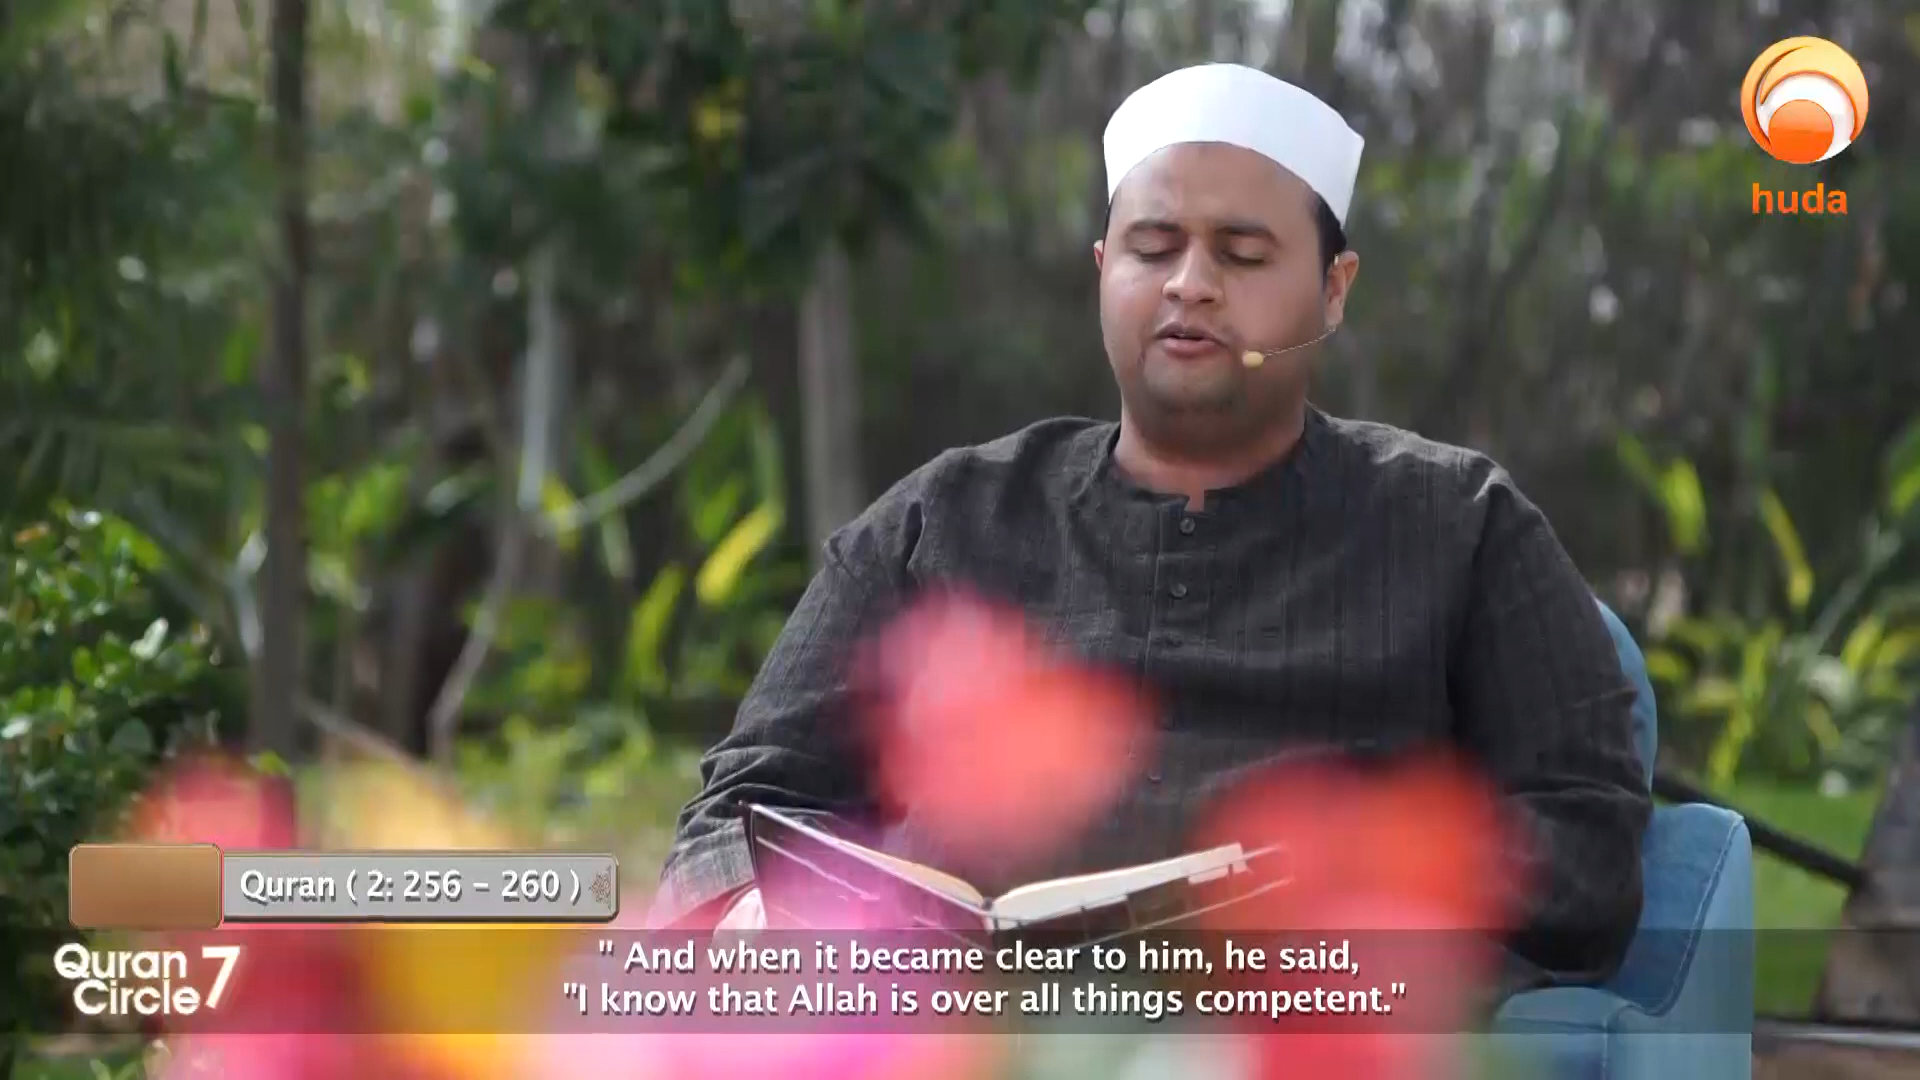 huda
Quran ( 2: 256 - 260 )
Quran
Circle 7
" And when it became clear to him, he said,
"I know that Allah is over all things competent."